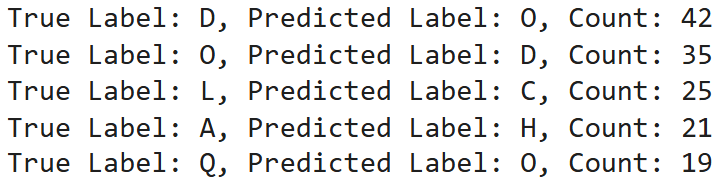 True Label: D, Predicted Label: O, Count: 42
True Label: O, Predicted Label: D, Count: 35
True Label: L, Predicted Label: C, Count: 25
True Label: A, Predicted Label: H, Count: 21
True Label: Q, Predicted Label: O, Count: 19